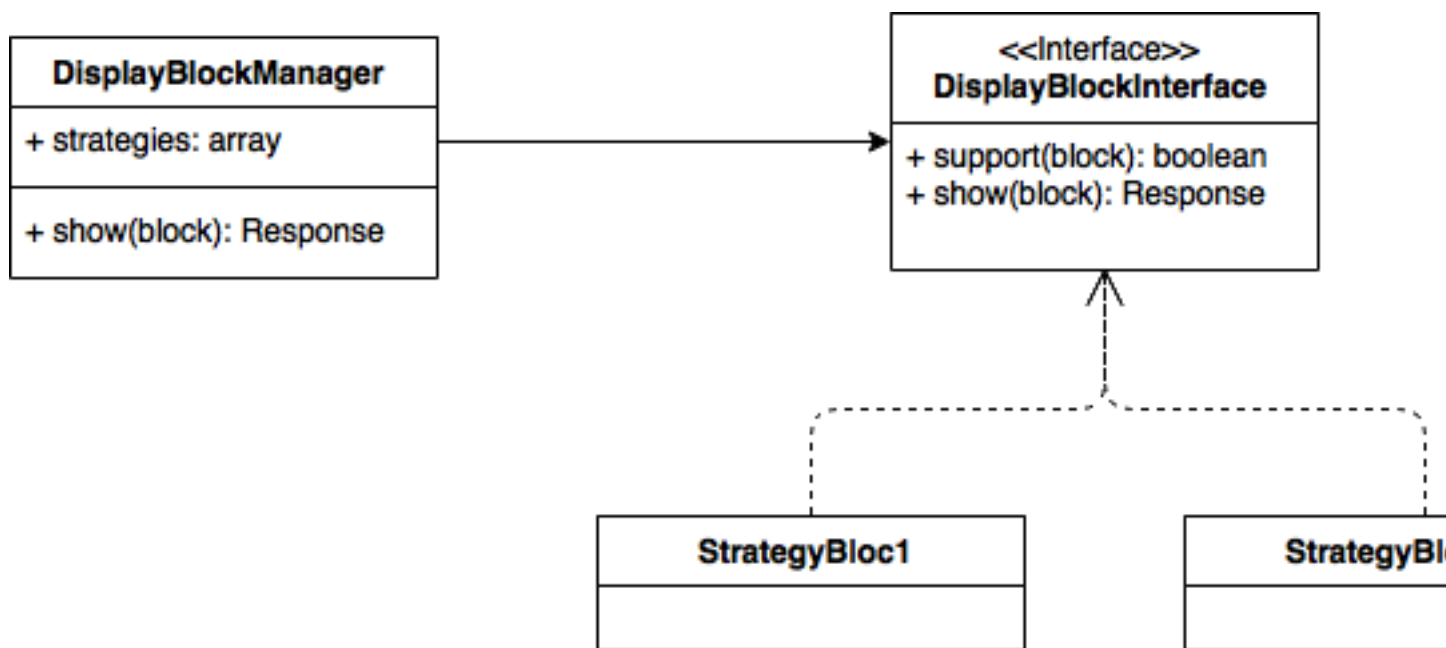 DisplayBlockManager
+ strategies: array
+ show(block): Response
<<Interface>>
DisplayBlockInterface
+ support(block): boolean
+ show(block): Response
StrategyBloc1